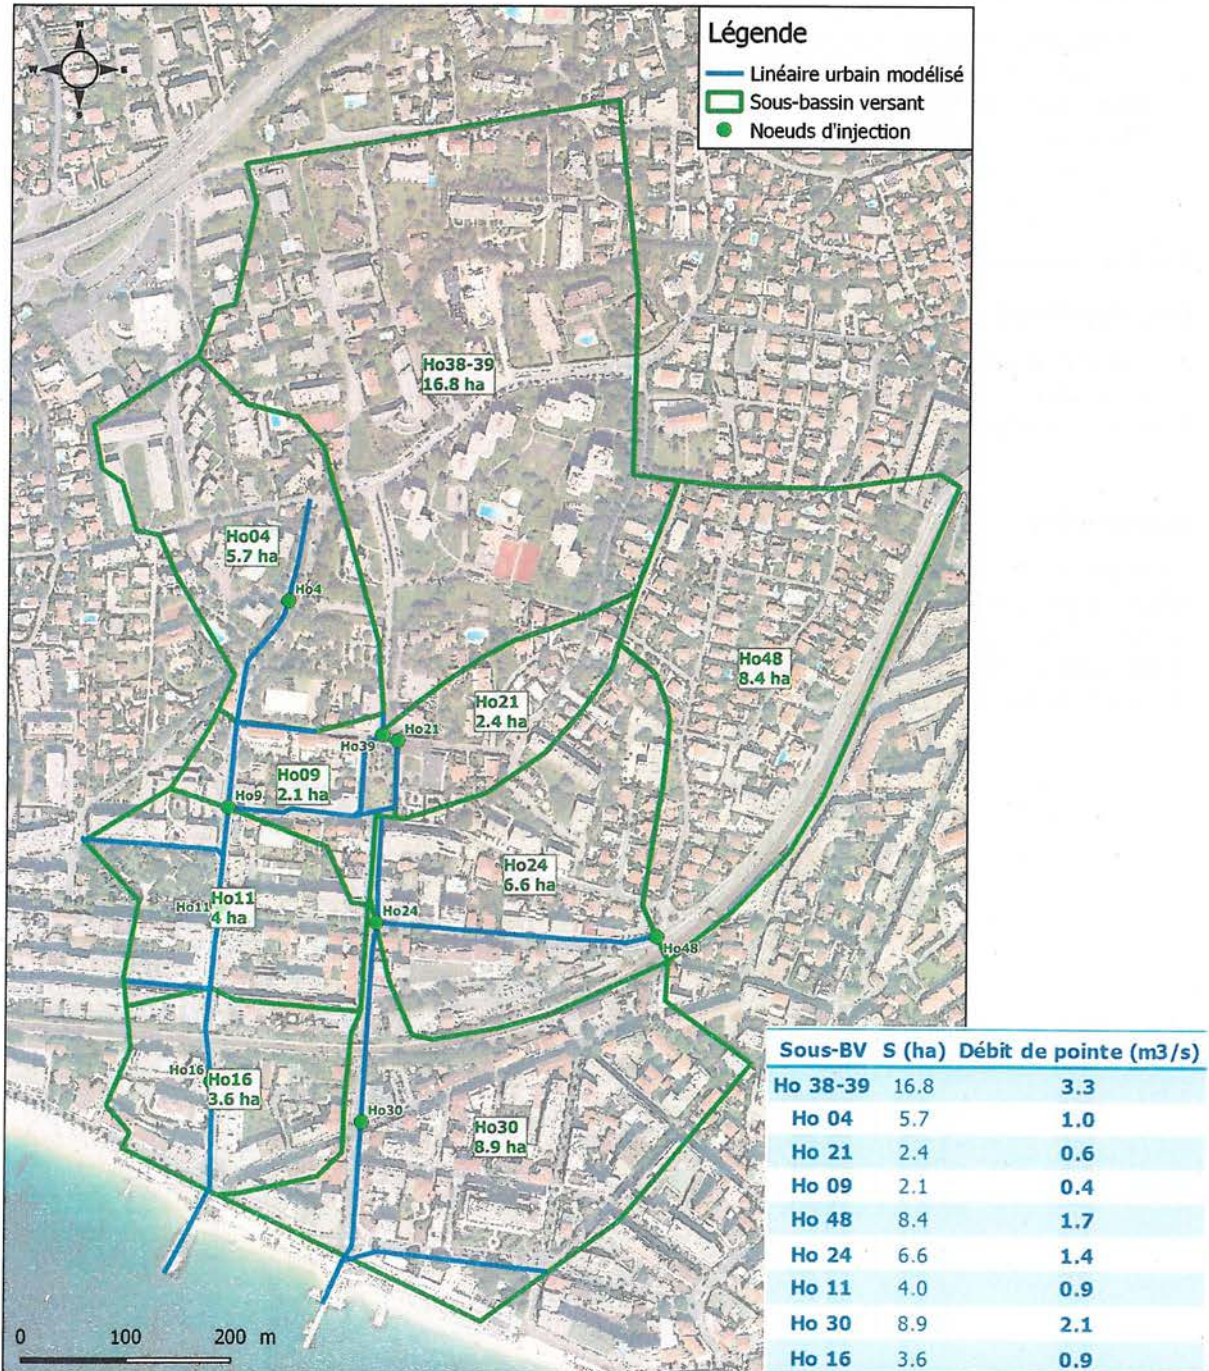 N
W
E
S
Légende
Linéaire urbain modélisé
Sous-bassin versant
Noeuds d'injection
Ho38-39
16.8 ha
Ho04
5.7 ha
Ho4
Ho48
8.4 ha
Ho21
2.4 ha
Ho39
Ho21
Ho09
2.1 ha
Ho9
Ho24
6.6 ha
Ho11
Ho11
4 ha
Ho24
Ho48
Ho16
Ho16
3.6 ha
Ho30
Ho30
8.9 ha
0 100 200 m
Sous-BV S (ha) Débit de pointe (m3/s)
Ho 38-39 16.8 3.3
Ho 04 5.7 1.0
Ho 21 2.4 0.6
Ho 09 2.1 0.4
Ho 48 8.4 1.7
Ho 24 6.6 1.4
Ho 11 4.0 0.9
Ho 30 8.9 2.1
Ho 16 3.6 0.9